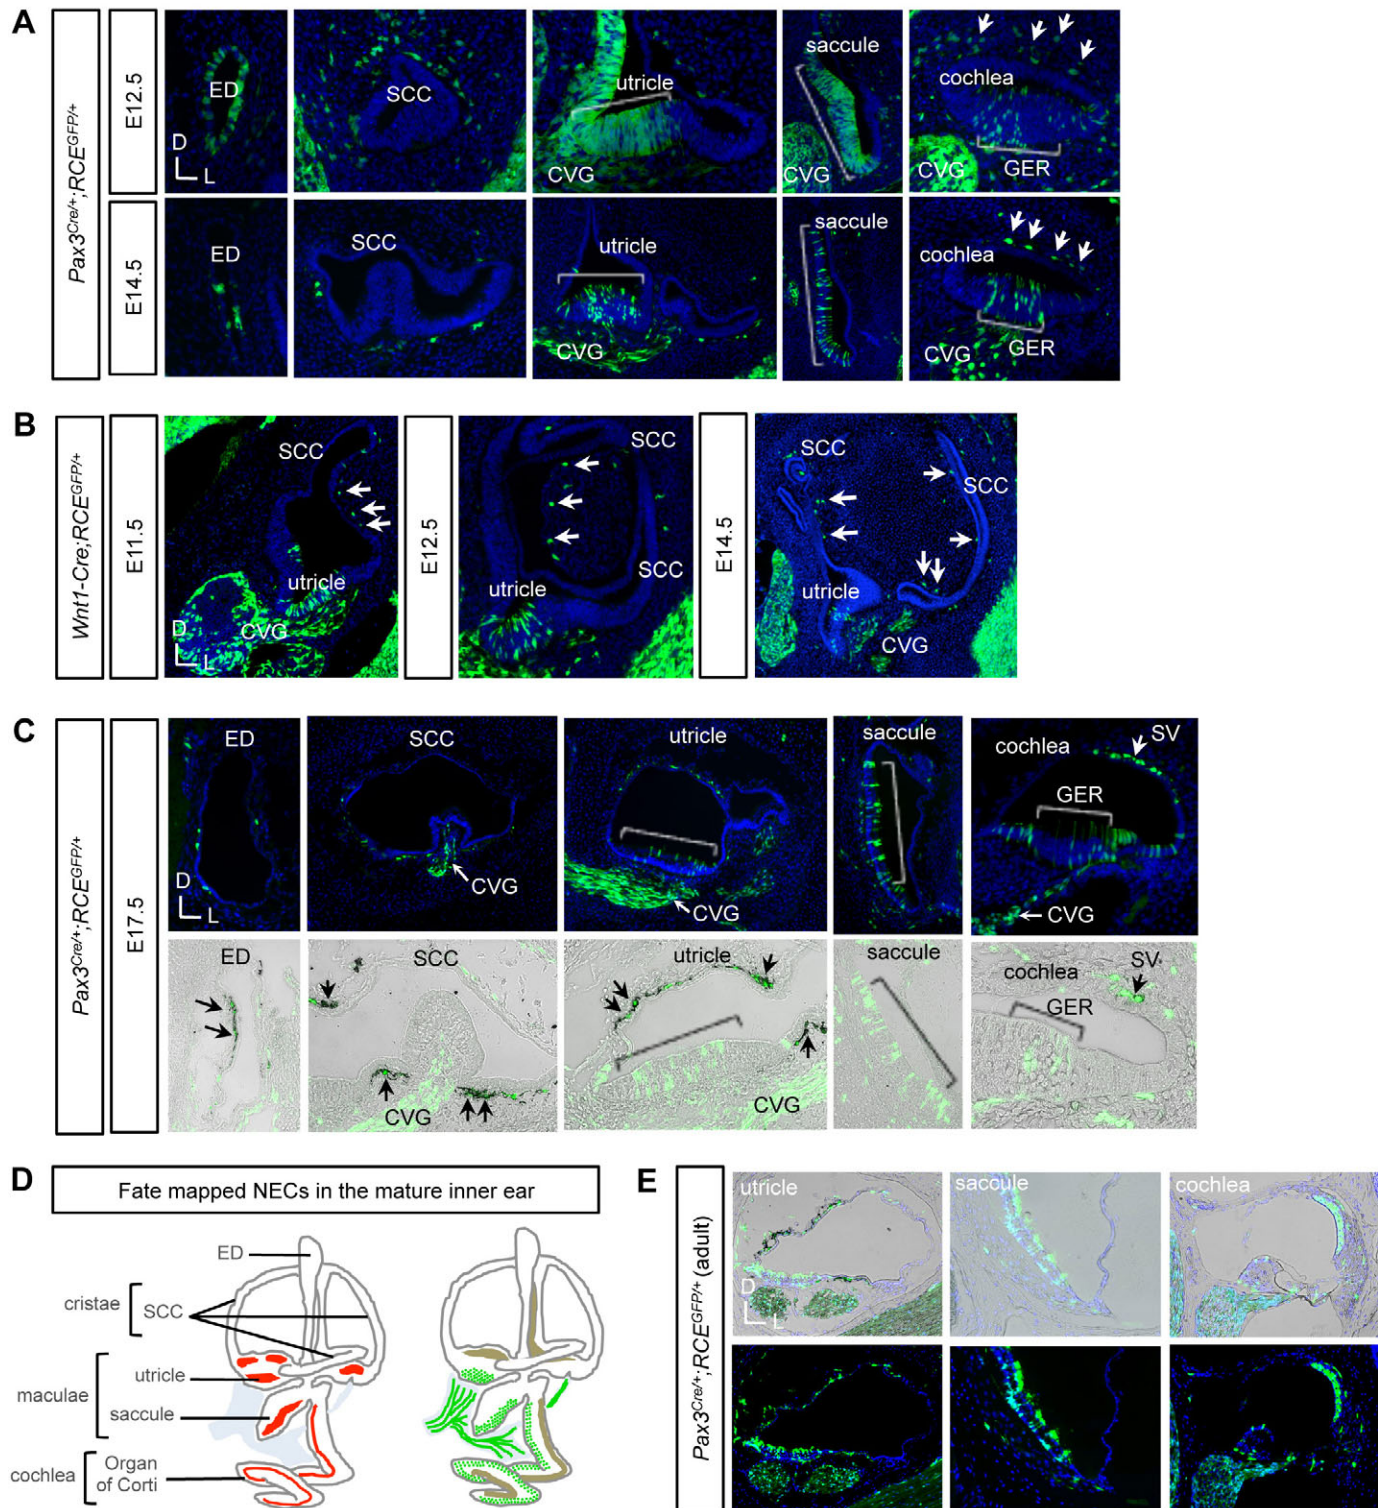 A
Pax3Cre/+;RCEGFP/+
E12.5
ED
D
L
SCC
utricle
CVG
saccule
CVG
cochlea
CVG
GER
E14.5
ED
SCC
utricle
CVG
saccule
cochlea
CVG
GER
B
Wnt1-Cre;RCEGFP/+
E11.5
SCC
utricle
CVG
D
L
E12.5
SCC
SCC
utricle
E14.5
SCC
SCC
utricle
CVG
C
Pax3Cre/+;RCEGFP/+
E17.5
ED
D
L
SCC
CVG
utricle
CVG
saccule
cochlea
SV
GER
CVG
ED
SCC
CVG
utricle
CVG
saccule
cochlea
SV
GER
D
Fate mapped NECs in the mature inner ear
ED
cristae
SCC
utricle
maculae
saccule
cochlea
Organ
of Corti
E
Pax3Cre/+;RCEGFP/+ (adult)
utricle
D
L
saccule
cochlea